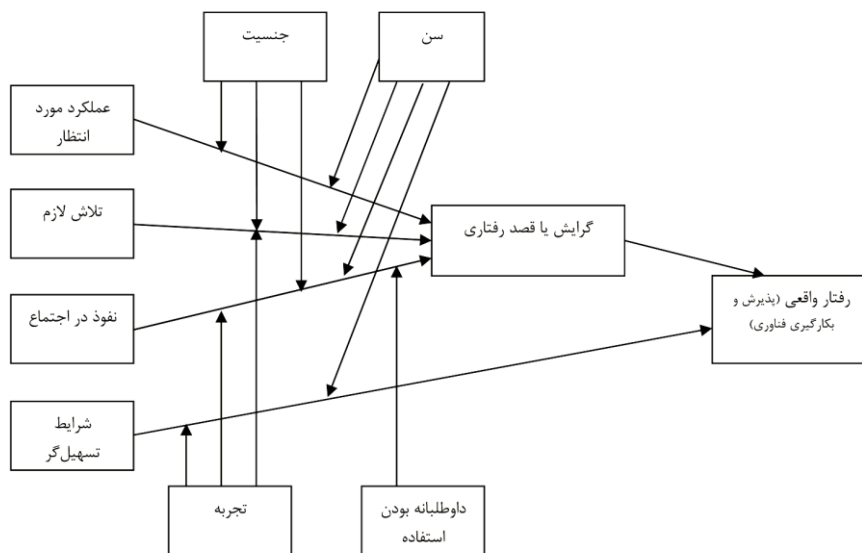 جنسیت
سن
عملکرد مورد
انتظار
تلاش لازم
گرایش یا قصد رفتاری
رفتار واقعی (پذیرش و
بکارگیری فناوری)
نفوذ در اجتماع
شرایط
تسهیل‌گر
تجربه
داوطلبانه بودن
استفاده